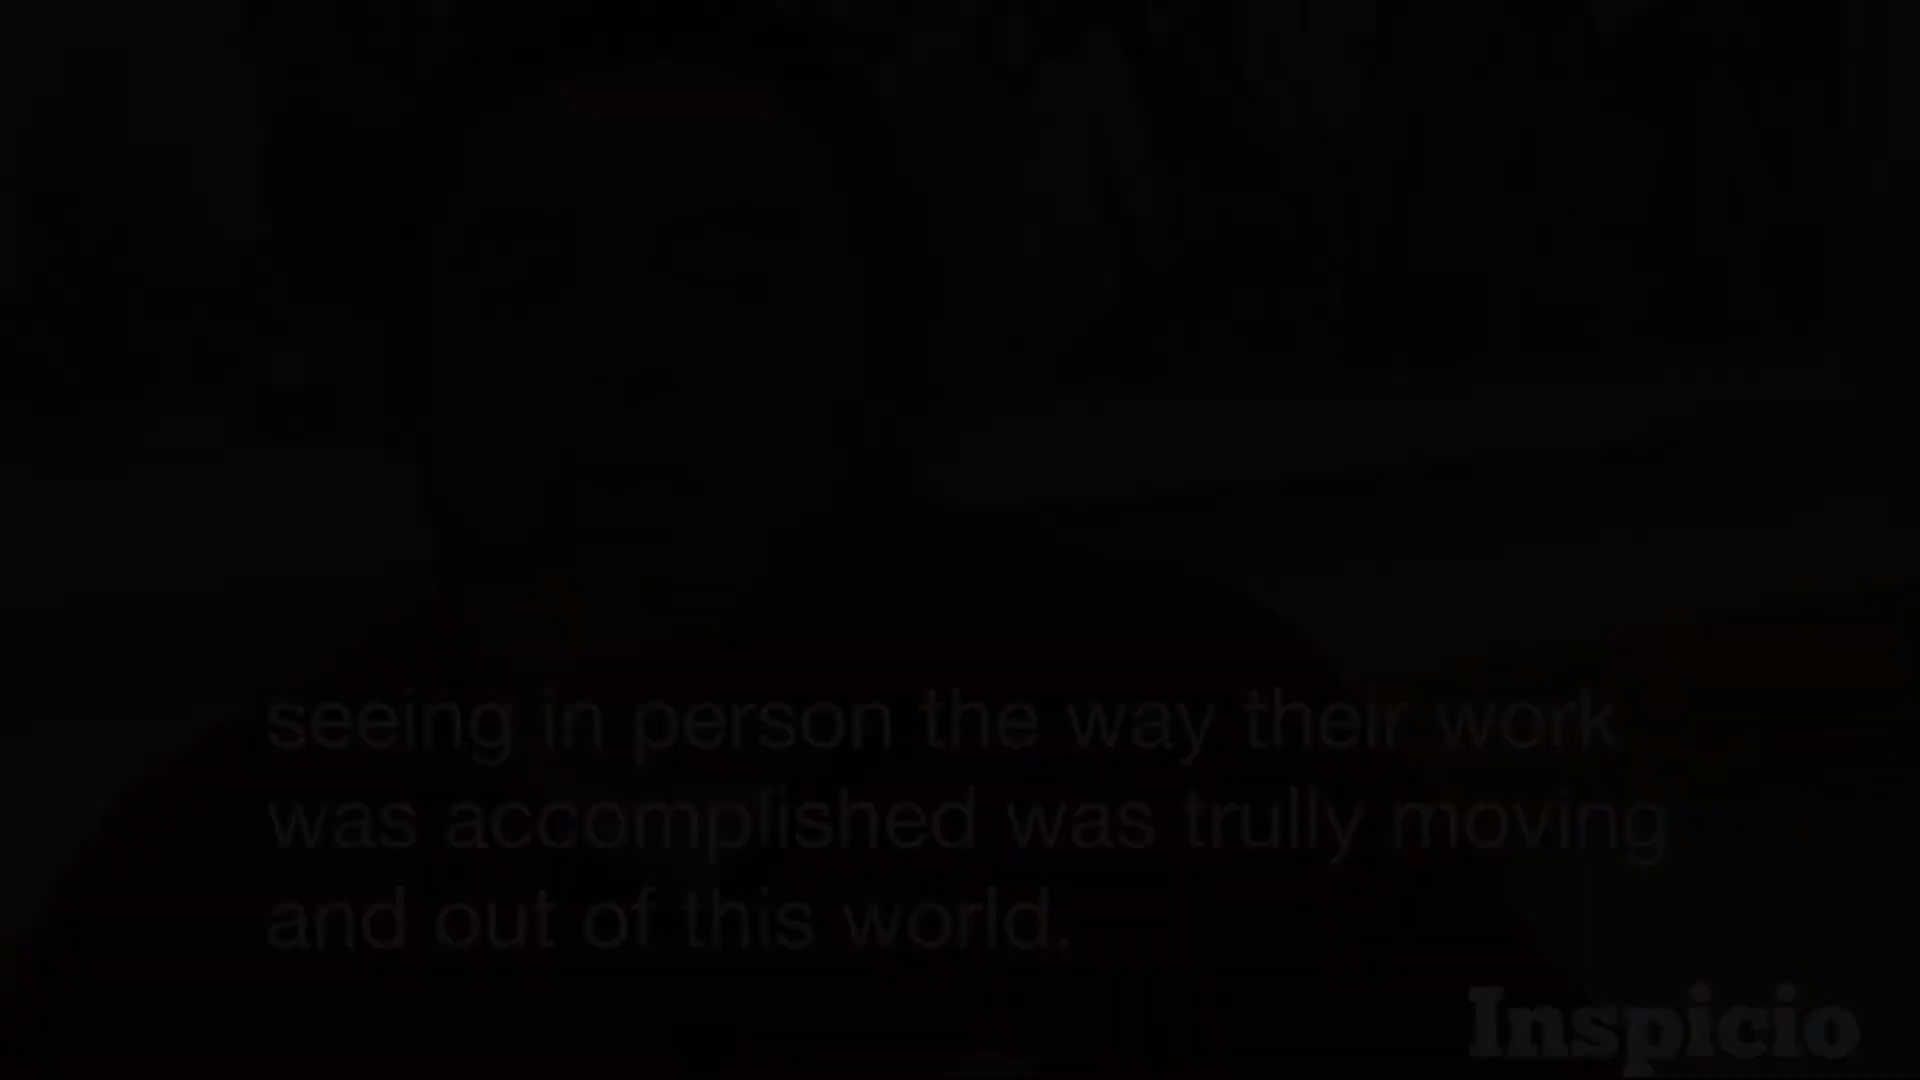 seeing in person the way their work
was accomplished was trully moving
and out of this world.
Inspicio